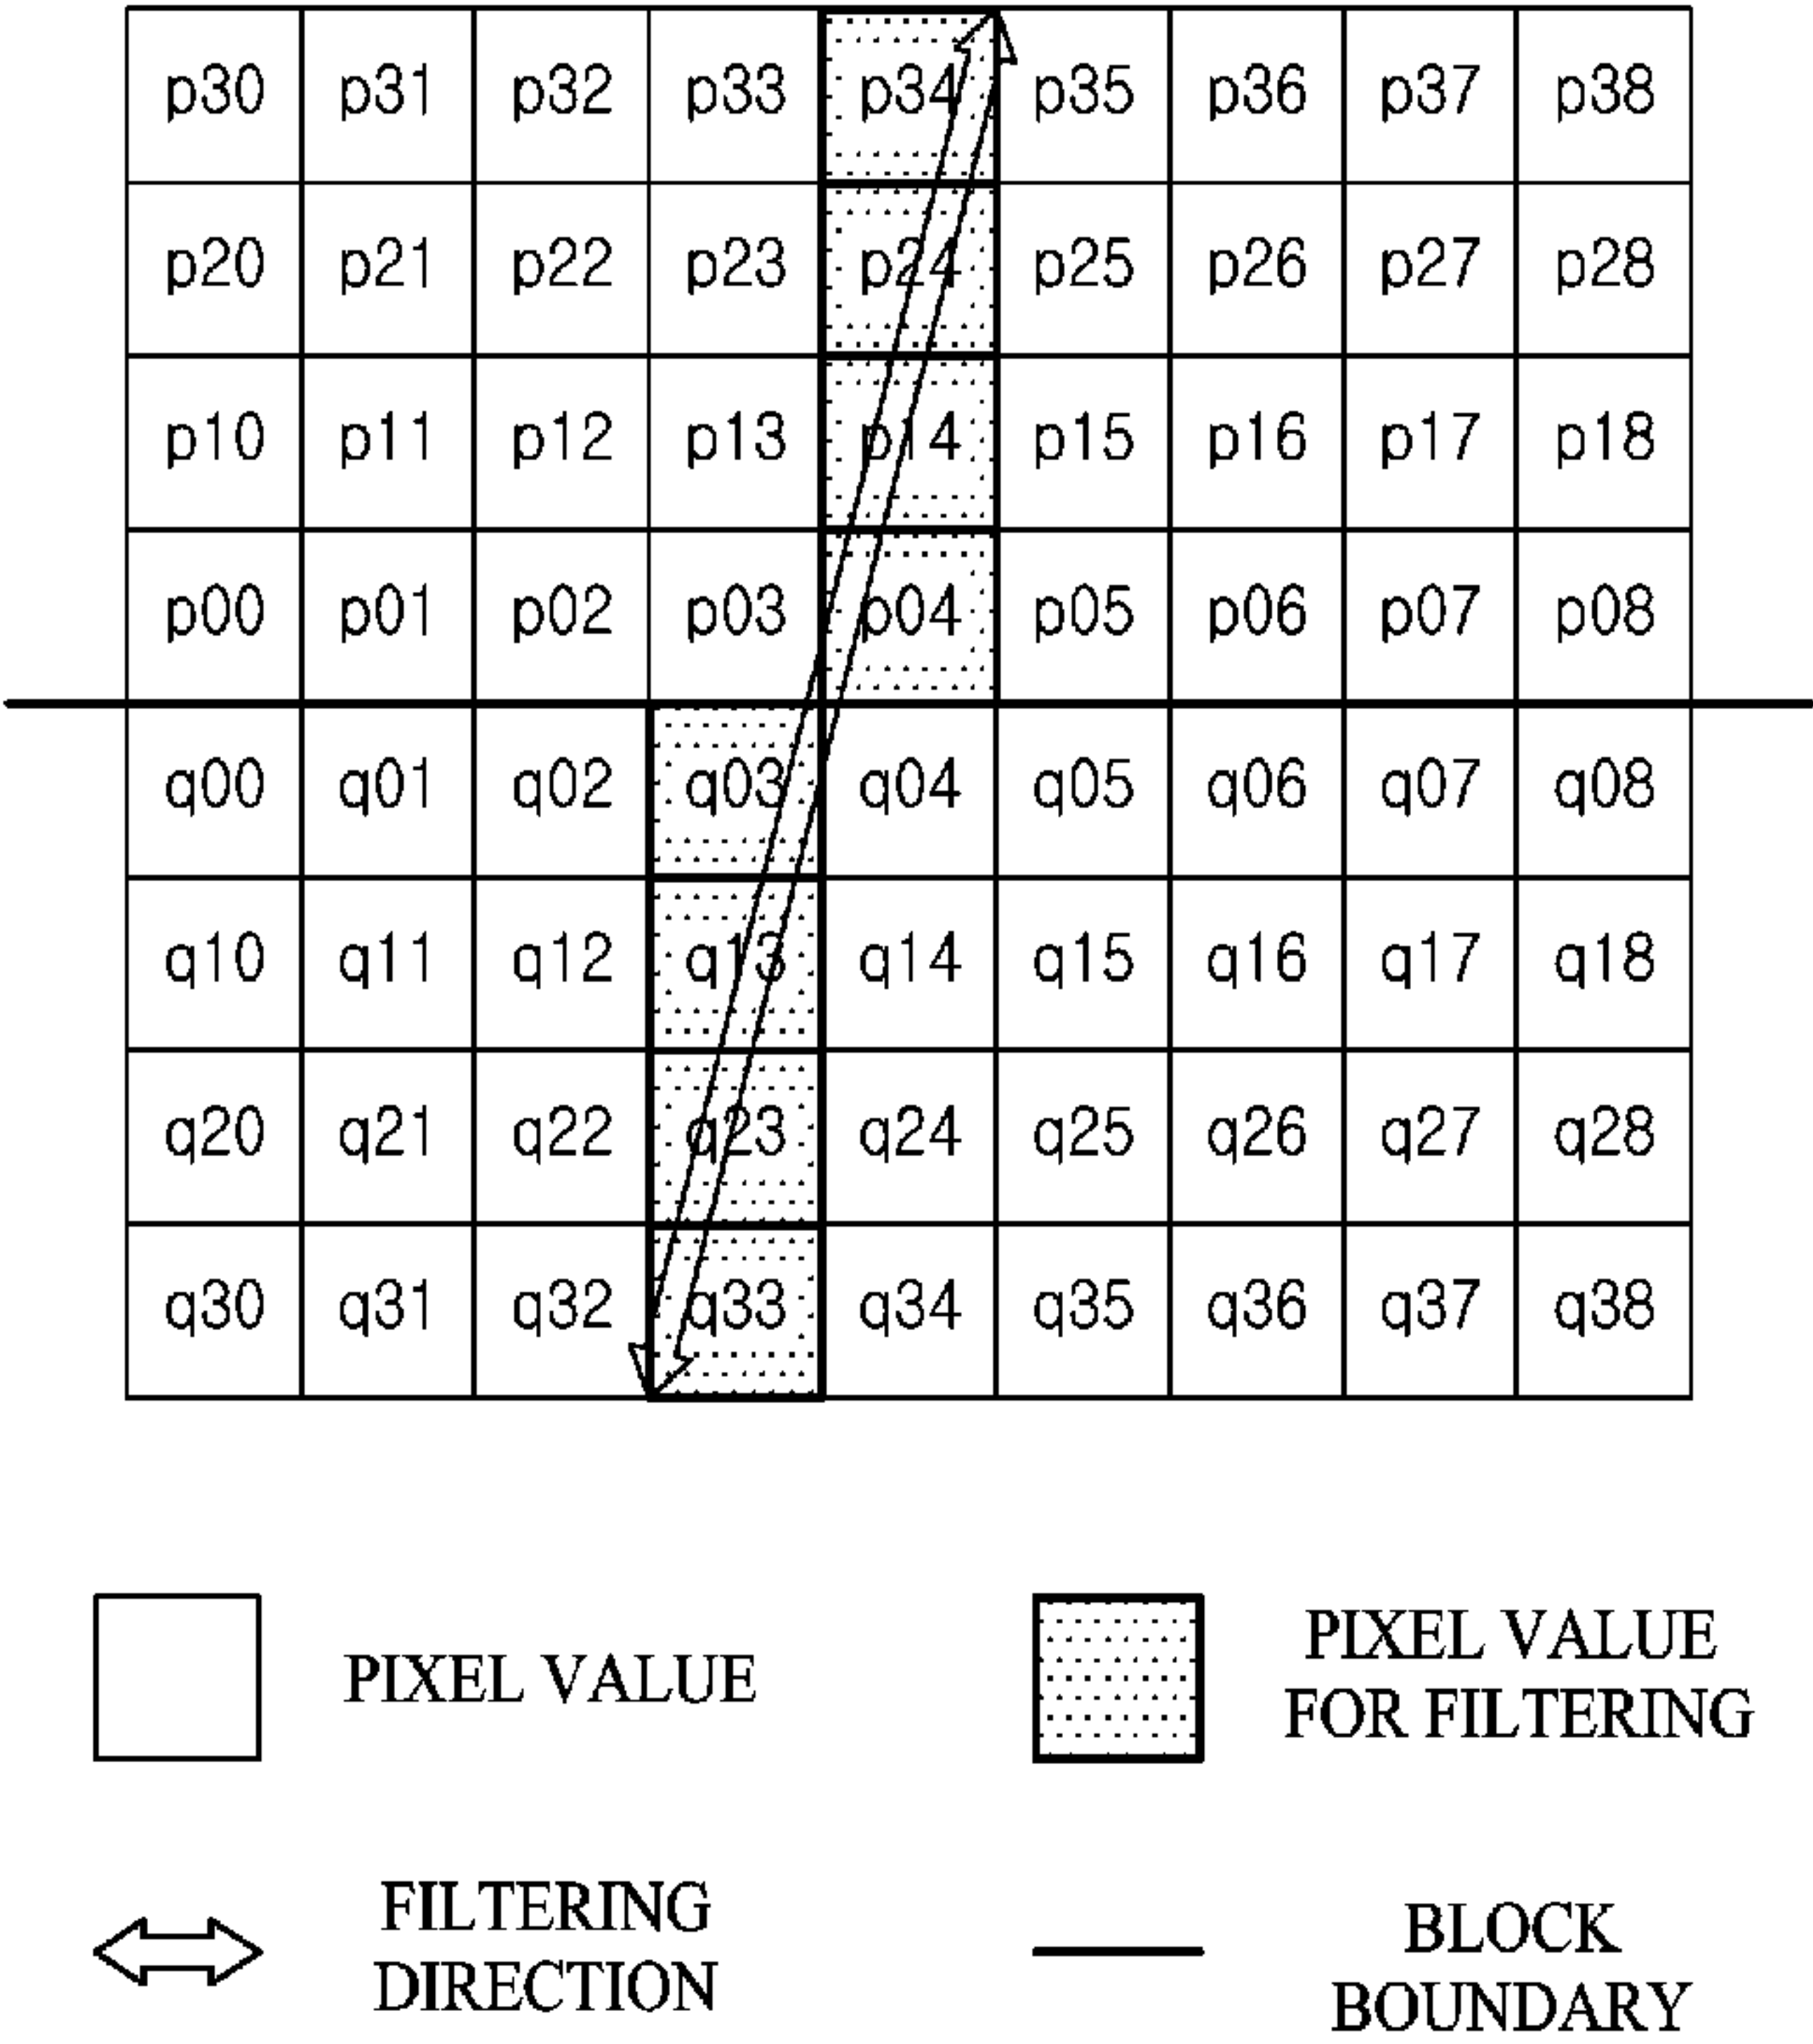 p30 p31 p32 p33 p34 p35 p36 p37 p38
p20 p21 p22 p23 p24 p25 p26 p27 p28
p10 p11 p12 p13 p14 p15 p16 p17 p18
p00 p01 p02 p03 p04 p05 p06 p07 p08
q00 q01 q02 q03 q04 q05 q06 q07 q08
q10 q11 q12 q13 q14 q15 q16 q17 q18
q20 q21 q22 q23 q24 q25 q26 q27 q28
q30 q31 q32 q33 q34 q35 q36 q37 q38
PIXEL VALUE
PIXEL VALUE
FOR FILTERING
FILTERING
DIRECTION
BLOCK
BOUNDARY